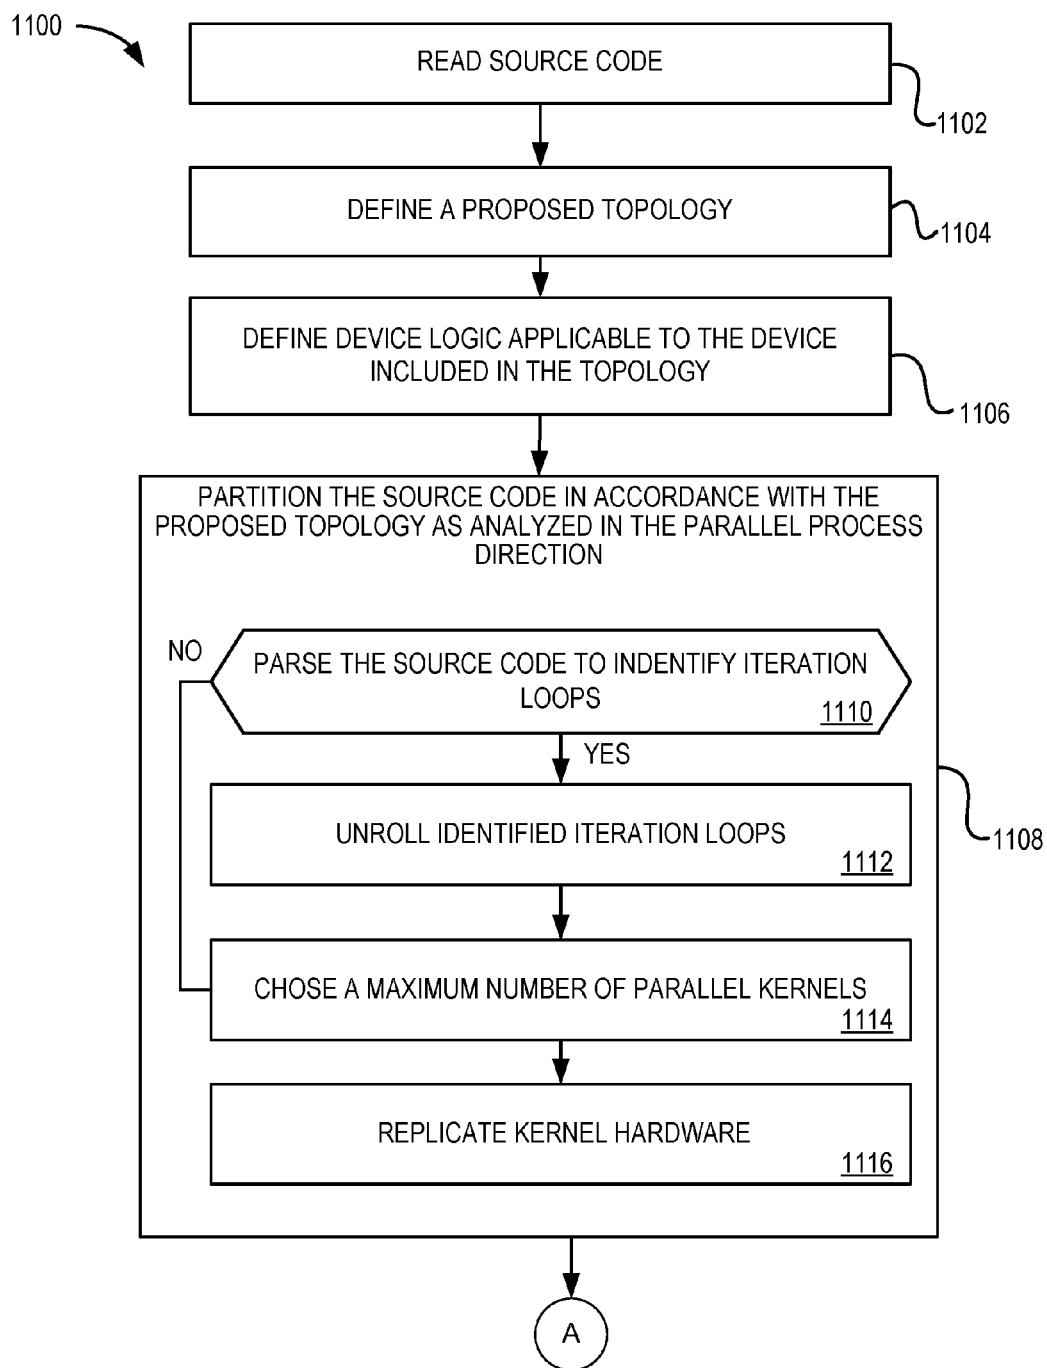 1100
READ SOURCE CODE
1102
DEFINE A PROPOSED TOPOLOGY
1104
DEFINE DEVICE LOGIC APPLICABLE TO THE DEVICE
INCLUDED IN THE TOPOLOGY
1106
PARTITION THE SOURCE CODE IN ACCORDANCE WITH THE
PROPOSED TOPOLOGY AS ANALYZED IN THE PARALLEL PROCESS
DIRECTION
NO
PARSE THE SOURCE CODE TO INDENTIFY ITERATION
LOOPS
1110
YES
UNROLL IDENTIFIED ITERATION LOOPS
1112
1108
CHOSE A MAXIMUM NUMBER OF PARALLEL KERNELS
1114
REPLICATE KERNEL HARDWARE
1116
A